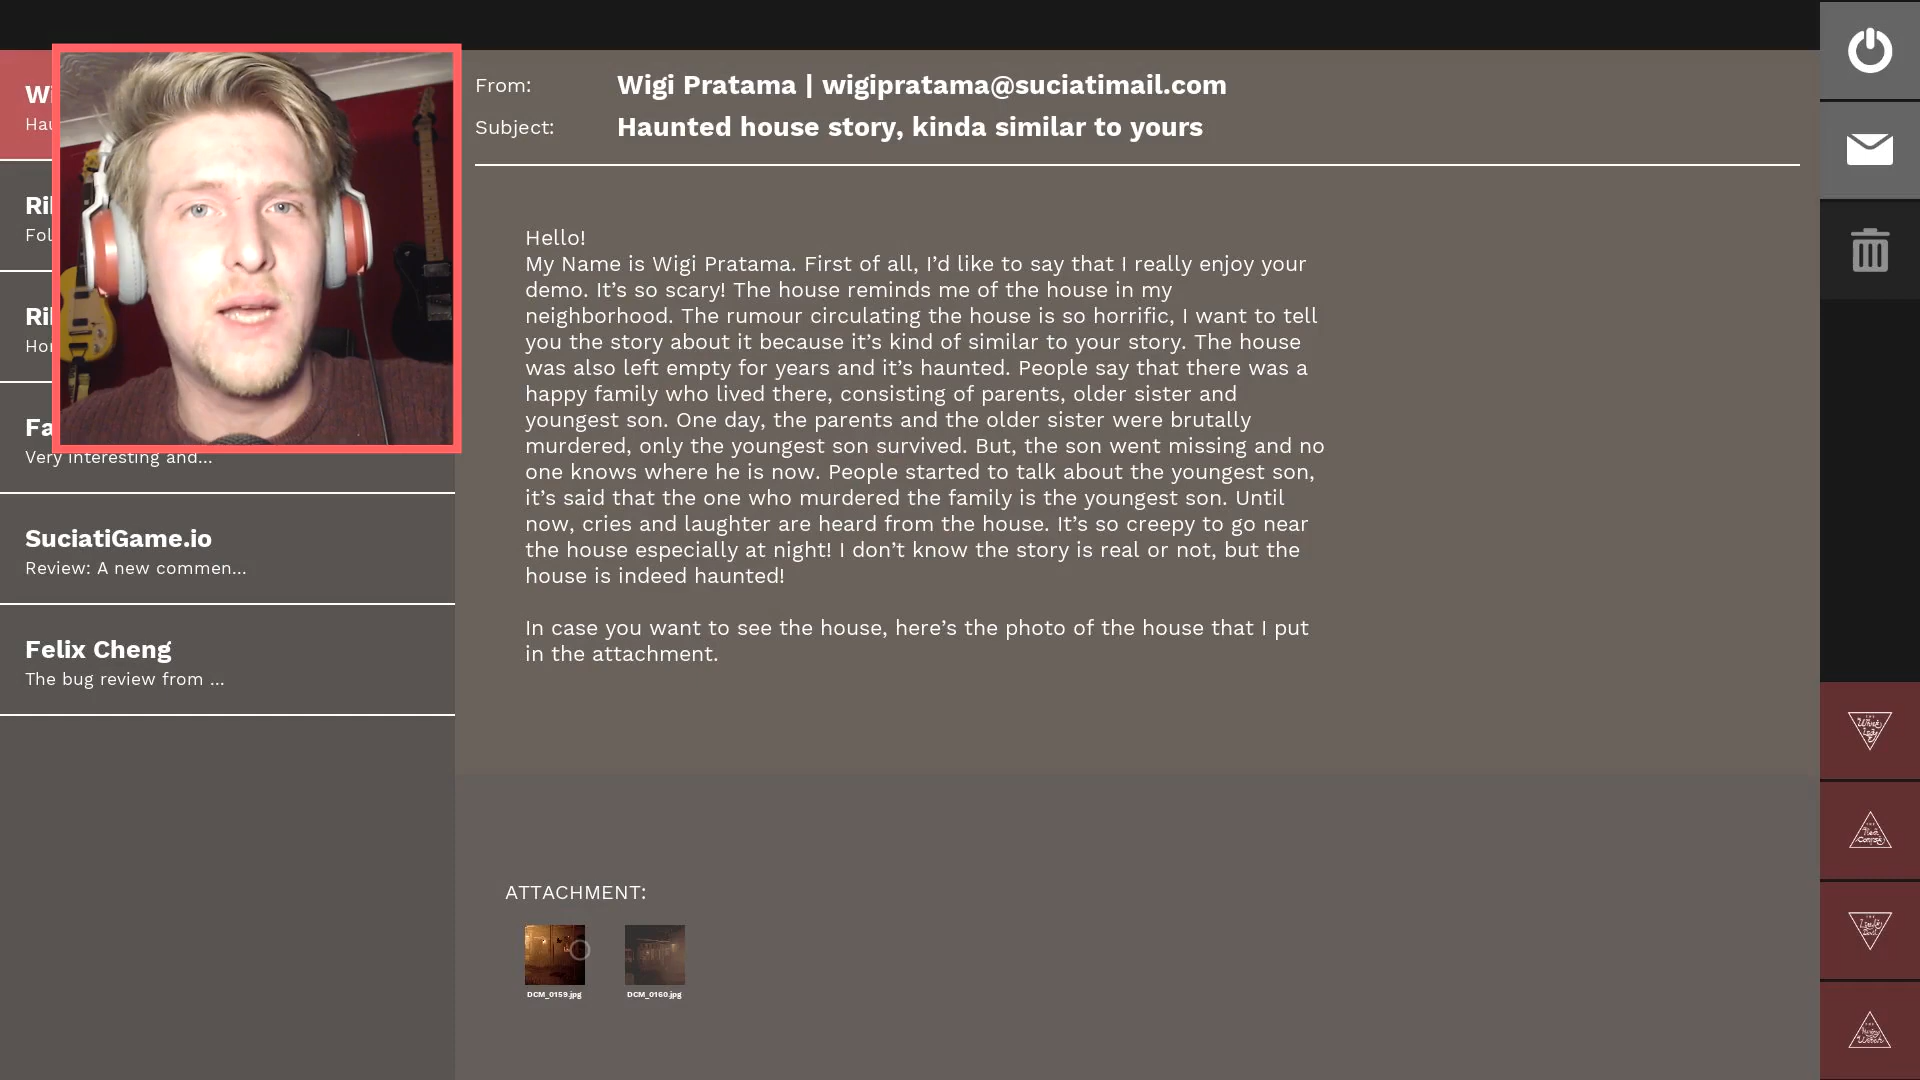 Ril
Fol
Ril
Hor
Fa
Very interesting and...
SuciatiGame.io
Review: A new commen...
Felix Cheng
The bug review from ...
From: Wigi Pratama | wigipratama@suciatimail.com
Subject: Haunted house story, kinda similar to yours
Hello!
My Name is Wigi Pratama. First of all, I’d like to say that I really enjoy your
demo. It’s so scary! The house reminds me of the house in my
neighborhood. The rumour circulating the house is so horrific, I want to tell
you the story about it because it’s kind of similar to your story. The house
was also left empty for years and it’s haunted. People say that there was a
happy family who lived there, consisting of parents, older sister and
youngest son. One day, the parents and the older sister were brutally
murdered, only the youngest son survived. But, the son went missing and no
one knows where he is now. People started to talk about the youngest son,
it’s said that the one who murdered the family is the youngest son. Until
now, cries and laughter are heard from the house. It’s so creepy to go near
the house especially at night! I don’t know the story is real or not, but the
house is indeed haunted!
In case you want to see the house, here’s the photo of the house that I put
in the attachment.
ATTACHMENT:
DCM_0159.jpg DCM_0160.jpg